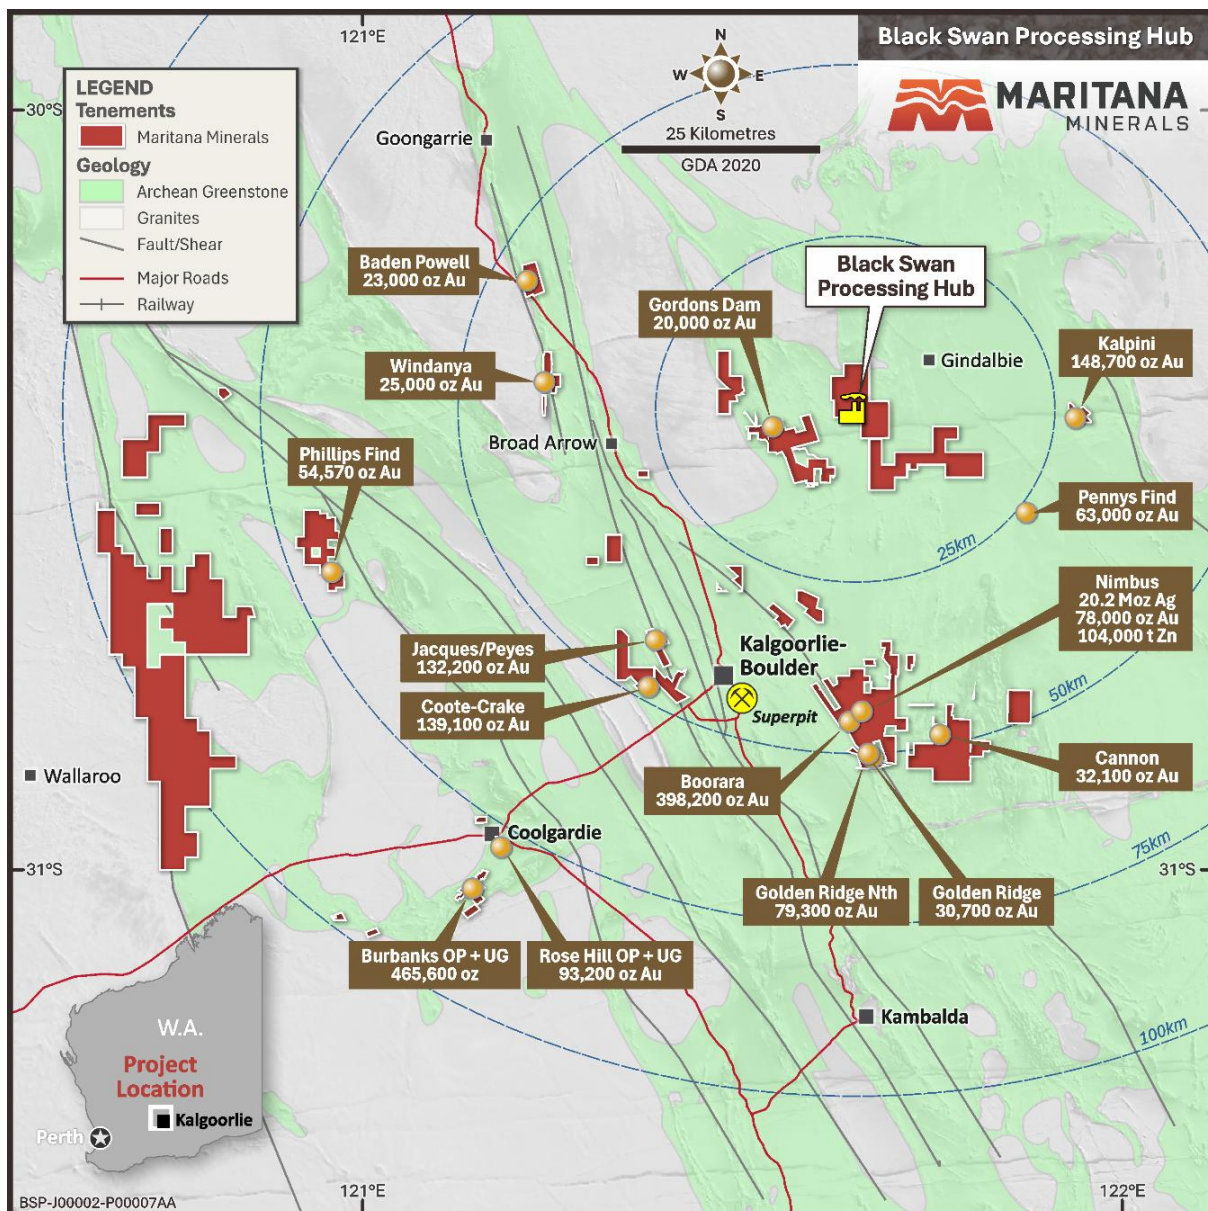 Black Swan Processing Hub
MARITANA
MINERALS
121°E
30°S
N
W
E
S
25 Kilometres
GDA 2020
LEGEND
Tenements
Maritana Minerals
Geology
Archean Greenstone
Granites
Fault/Shear
Major Roads
Railway
Goongarrie
Baden Powell
23,000 oz Au
Black Swan
Processing Hub
Gordons Dam
20,000 oz Au
Gindalbie
Kalpini
148,700 oz Au
Windanya
25,000 oz Au
Broad Arrow
Phillips Find
54,570 oz Au
Pennys Find
63,000 oz Au
25km
Nimbus
20.2 Moz Ag
78,000 oz Au
104,000 t Zn
Jacques/Peyes
132,200 oz Au
Kalgoorlie-
Boulder
Coote-Crake
139,100 oz Au
Superpit
50km
Cannon
32,100 oz Au
Boorara
398,200 oz Au
Wallaroo
Coolgardie
75km
31°S
31°S
Golden Ridge Nth
79,300 oz Au
Golden Ridge
30,700 oz Au
Burbanks OP + UG
465,600 oz
Rose Hill OP + UG
93,200 oz Au
Kambalda
100km
W.A.
Project
Location
Kalgoorlie
Perth
121°E
122°E
BSP-J00002-P00007AA